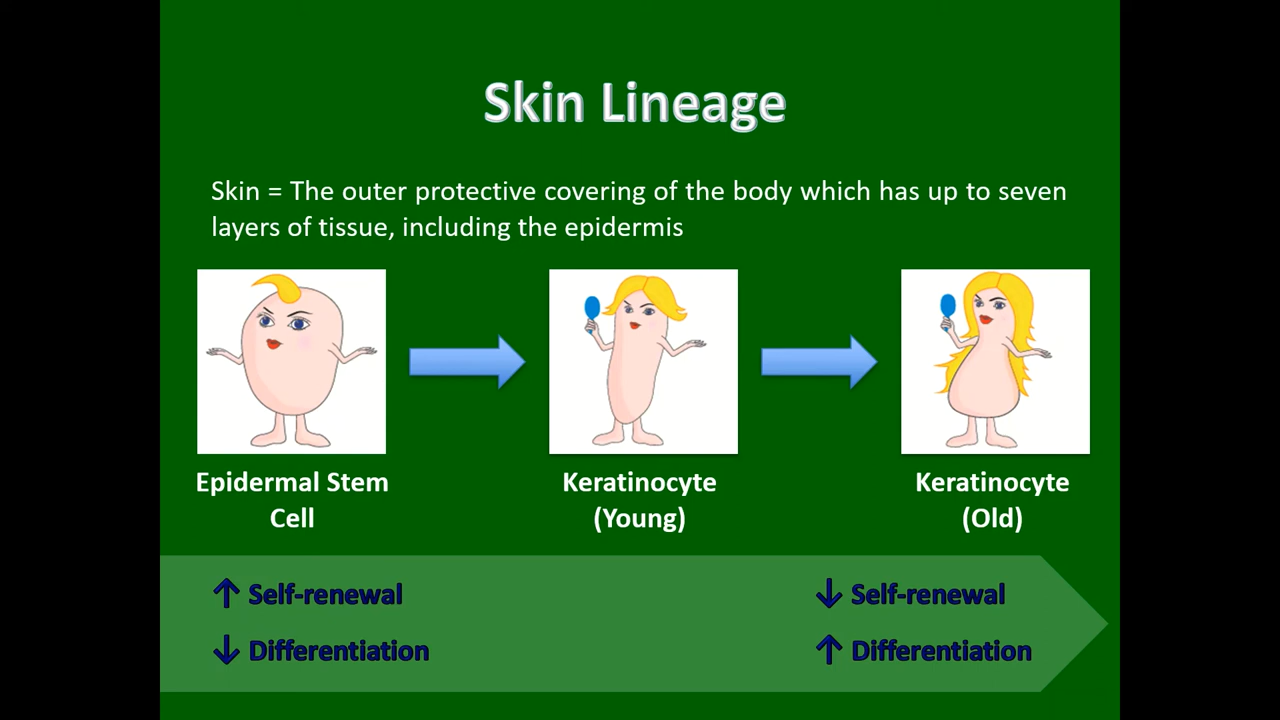 Skin Lineage
Skin = The outer protective covering of the body which has up to seven
layers of tissue, including the epidermis
Epidermal Stem
Cell
Keratinocyte
(Young)
Keratinocyte
(Old)
↑ Self-renewal
↓ Differentiation
↓ Self-renewal
↑ Differentiation